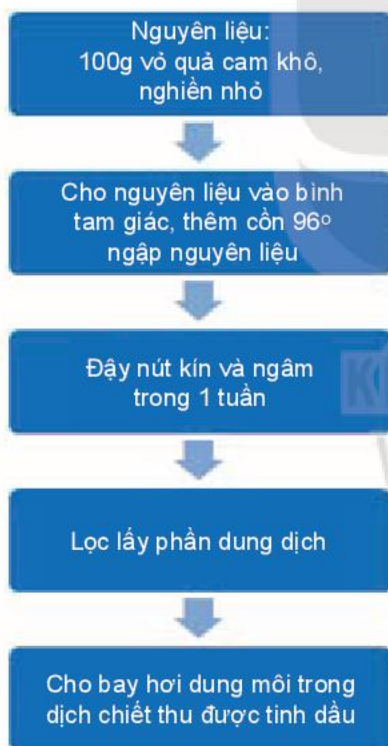 Nguyên liệu:
100g vỏ quả cam khô,
nghiền nhỏ
Cho nguyên liệu vào bình
tam giác, thêm cồn 96°
ngập nguyên liệu
Đậy nút kín và ngâm
trong 1 tuần
Lọc lấy phần dung dịch
Cho bay hơi dung môi trong
dịch chiết thu được tinh dầu